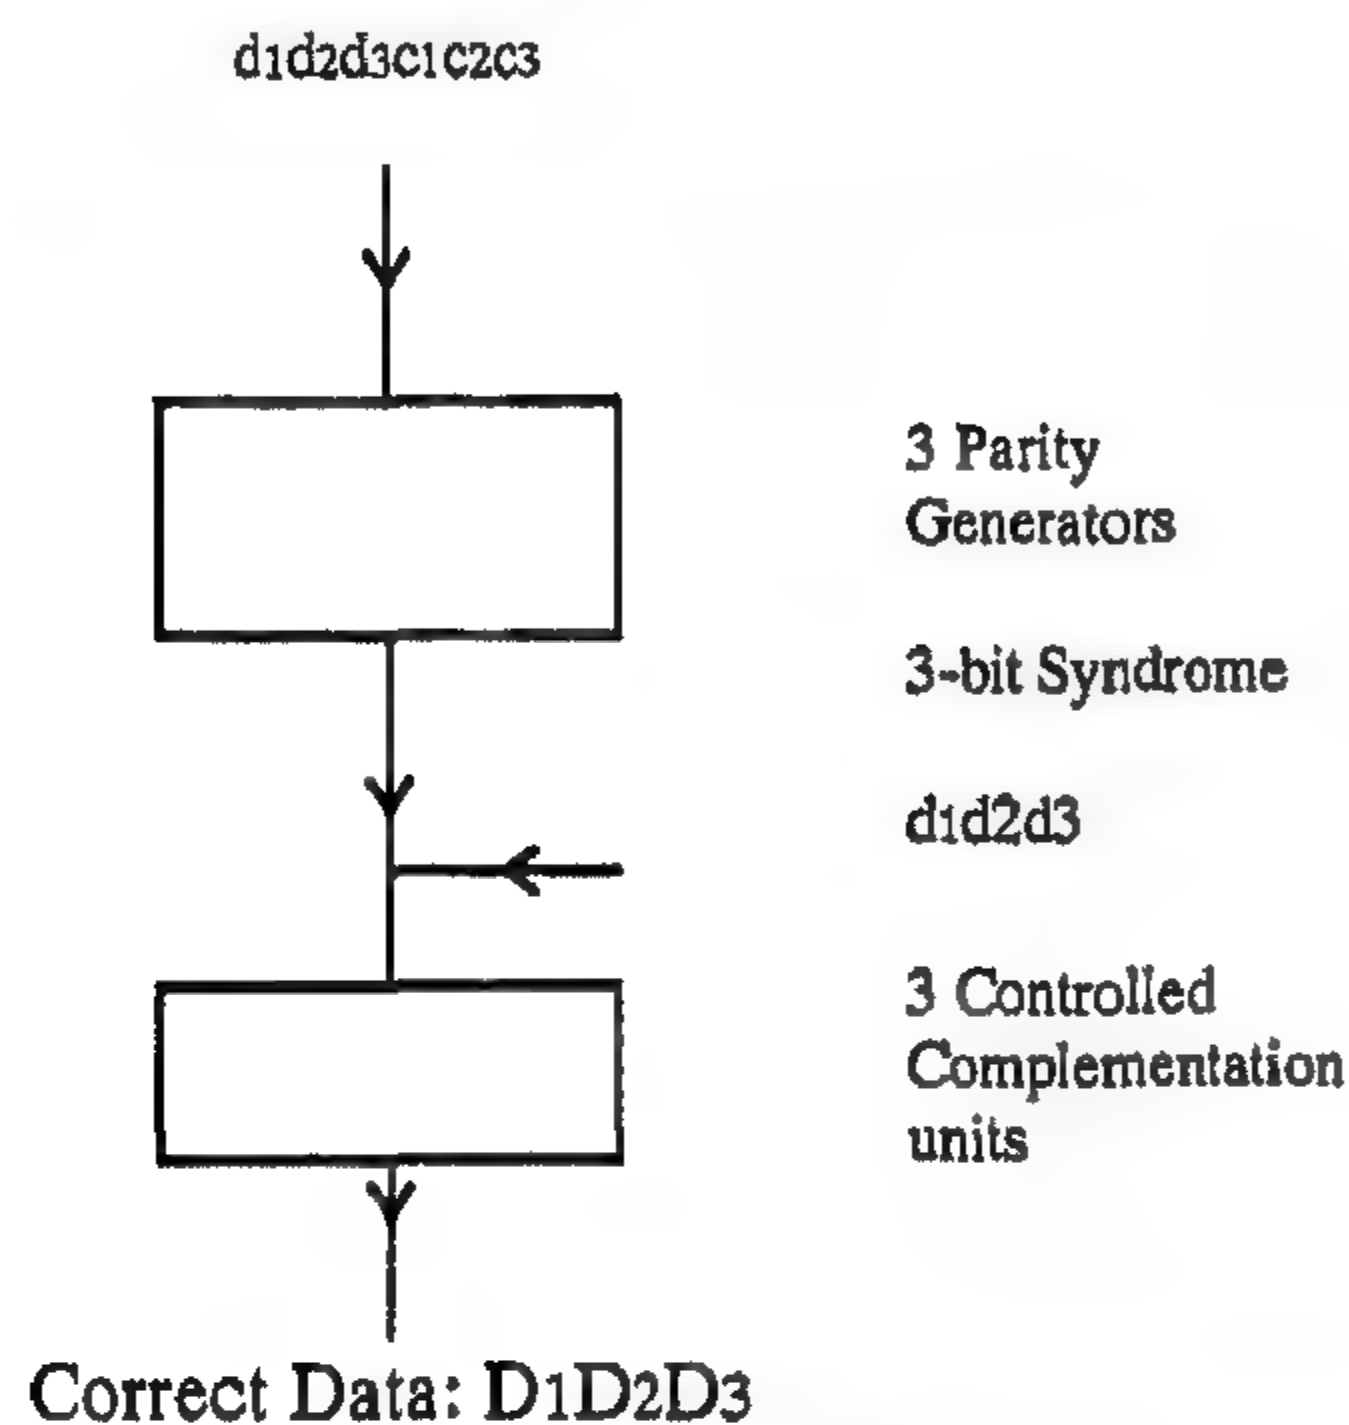 d1d2d3c1c2c3
3 Parity
Generators
3-bit Syndrome
d1d2d3
3 Controlled
Complementation
units
Correct Data: D1D2D3